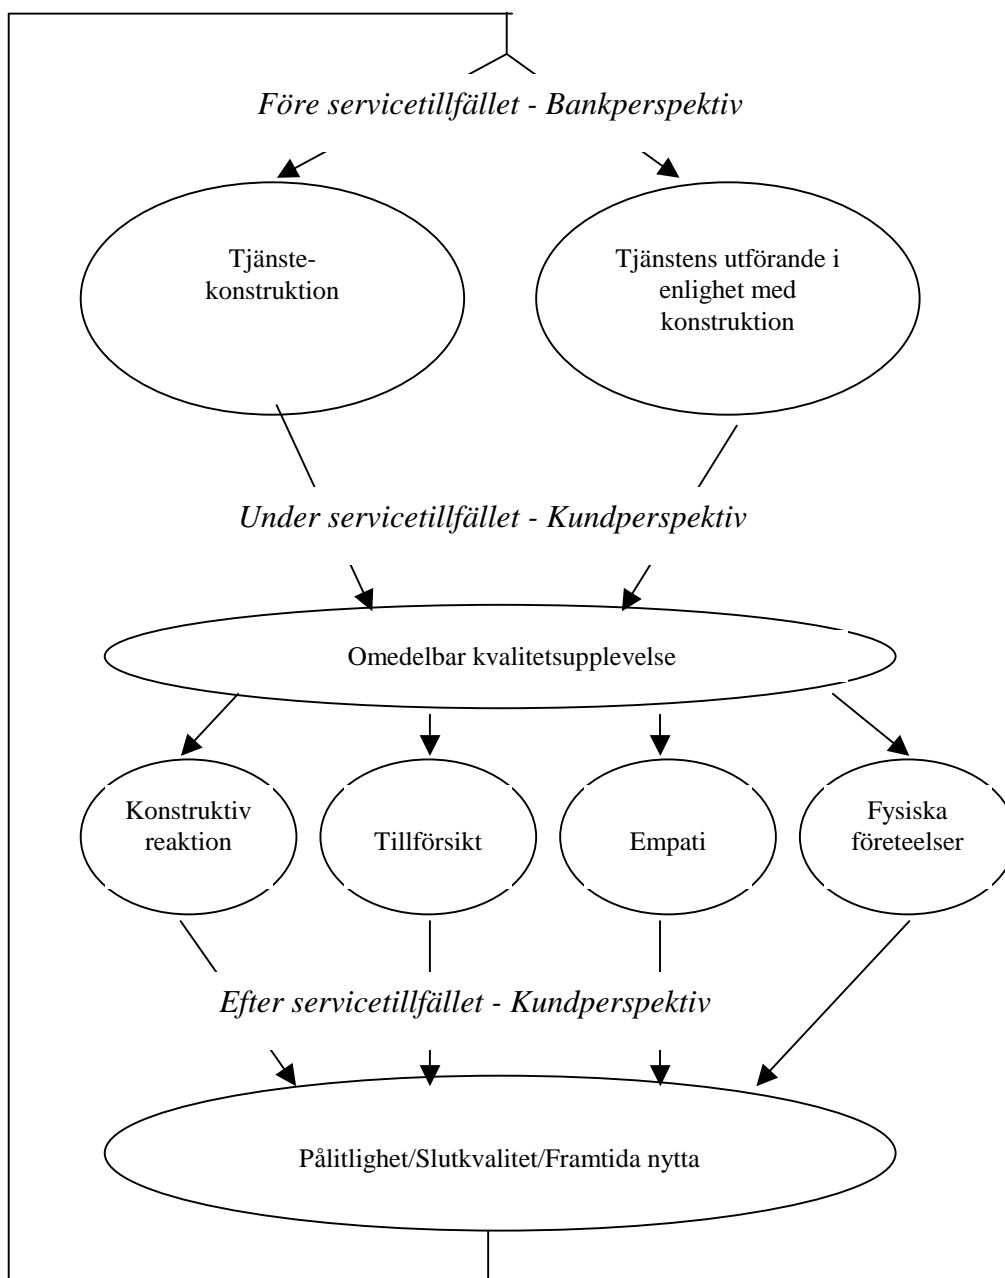 Före servicetillfället - Bankperspektiv
Tjänste-
konstruktion
Tjänstens utförande i
enlighet med
konstruktion
Under servicetillfället - Kundperspektiv
Omedelbar kvalitetsupplevelse
Konstruktiv
reaktion
Tillförsikt
Empati
Fysiska
företeelser
Efter servicetillfället - Kundperspektiv
Pålitlighet/Slutkvalitet/Framtida nytta